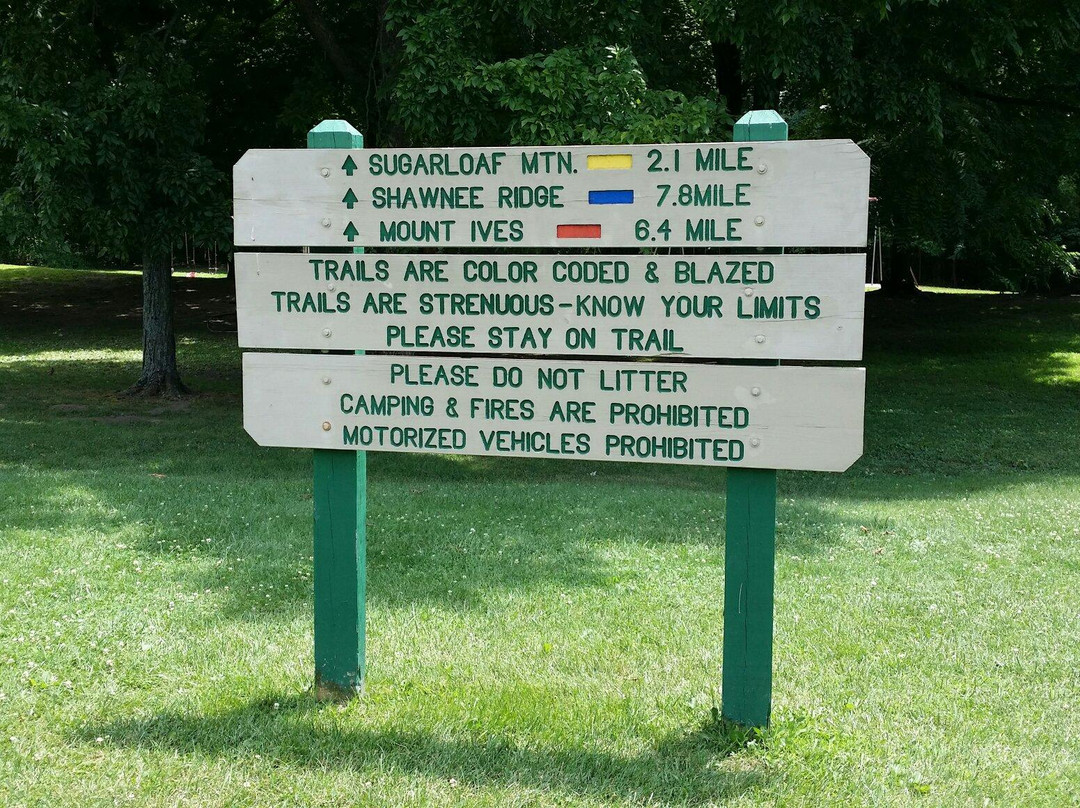 SUGARLOAF MTN. 2.1 MILE
SHAWNEE RIDGE 7.8MILE
MOUNT IVES 6.4 MILE
TRAILS ARE COLOR CODED & BLAZED
TRAILS ARE STRENUOUS-KNOW YOUR LIMITS
PLEASE STAY ON TRAIL
PLEASE DO NOT LITTER
CAMPING & FIRES ARE PROHIBITED
MOTORIZED VEHICLES PROHIBITED